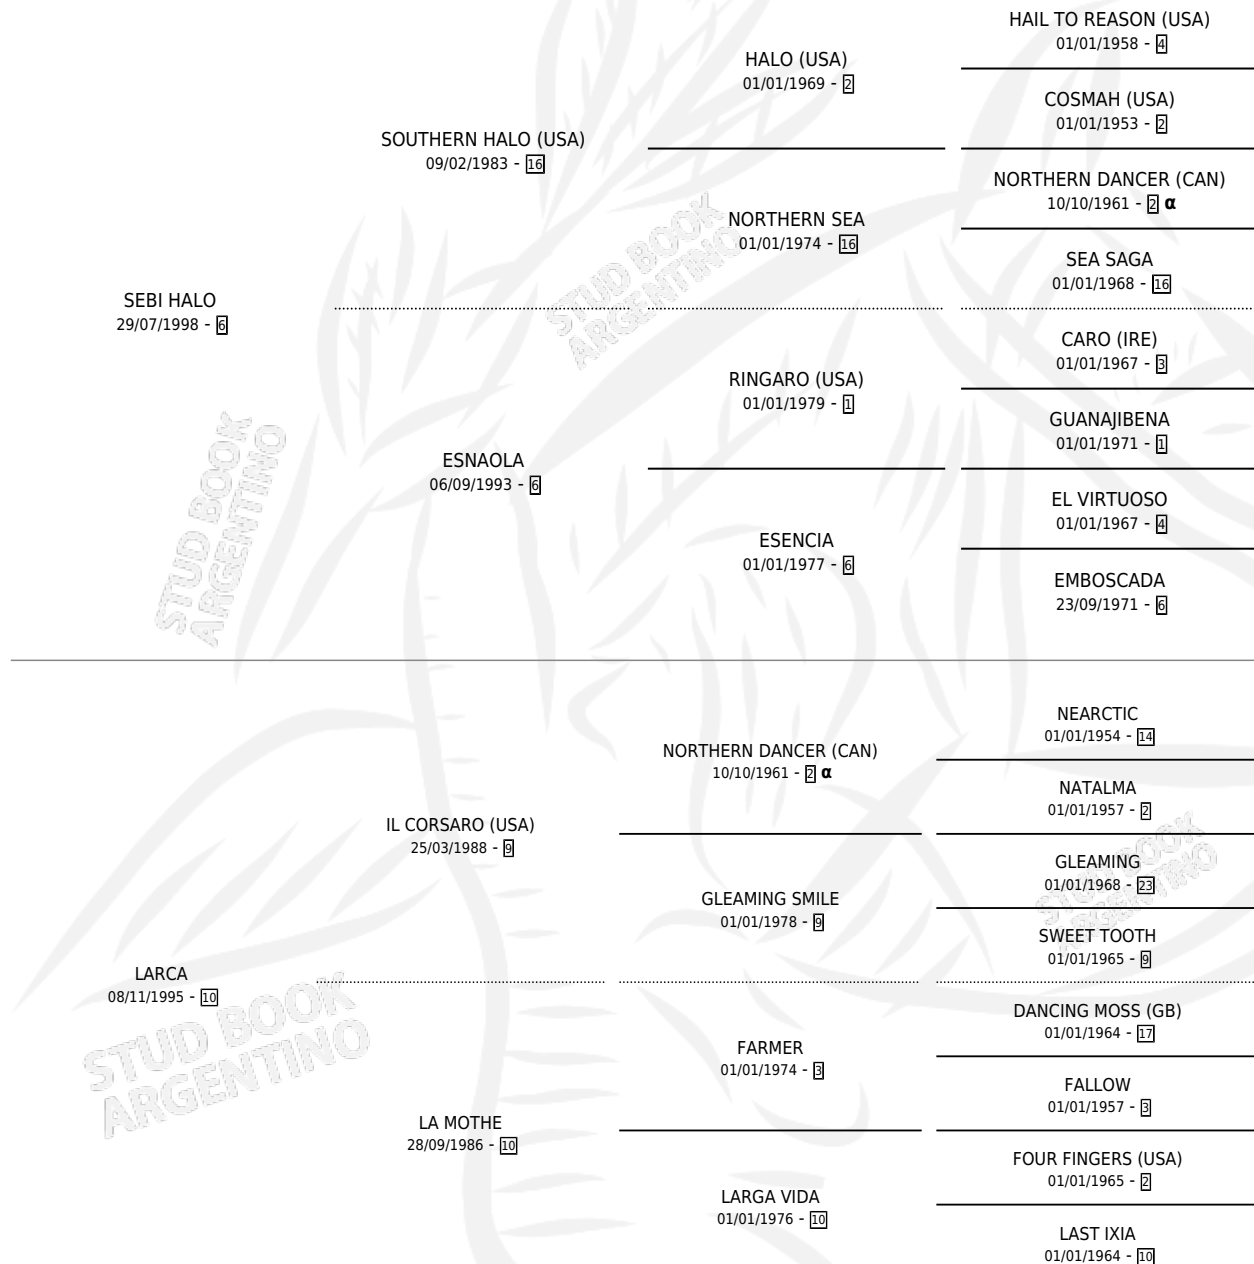 HAIL TO REASON (USA)
01/01/1958 - 4
HALO (USA)
01/01/1969 - 2
COSMAH (USA)
01/01/1953 - 2
SOUTHERN HALO (USA)
09/02/1983 - 16
NORTHERN DANCER (CAN)
10/10/1961 - 2 α
NORTHERN SEA
01/01/1974 - 16
SEA SAGA
01/01/1968 - 16
SEBI HALO
29/07/1998 - 6
CARO (IRE)
01/01/1967 - 3
RINGARO (USA)
01/01/1979 - 1
GUANAJIBENA
01/01/1971 - 1
ESNAOLA
06/09/1993 - 6
EL VIRTUOSO
01/01/1967 - 4
ESENCIA
01/01/1977 - 6
EMBOSCADA
23/09/1971 - 6
NEARCTIC
01/01/1954 - 14
NORTHERN DANCER (CAN)
10/10/1961 - 2 α
NATALMA
01/01/1957 - 2
IL CORSARO (USA)
25/03/1988 - 9
GLEAMING
01/01/1968 - 23
GLEAMING SMILE
01/01/1978 - 9
SWEET TOOTH
01/01/1965 - 9
LARCA
08/11/1995 - 10
DANCING MOSS (GB)
01/01/1964 - 17
FARMER
01/01/1974 - 3
FALLOW
01/01/1957 - 3
LA MOTHE
28/09/1986 - 10
FOUR FINGERS (USA)
01/01/1965 - 2
LARGA VIDA
01/01/1976 - 10
LAST IXIA
01/01/1964 - 10
STUD BOOK
ARGENTINO
STUD BOOK
ARGENTINO
STUD BOOK
ARGENTINO
STUD BOOK
ARGENTINO